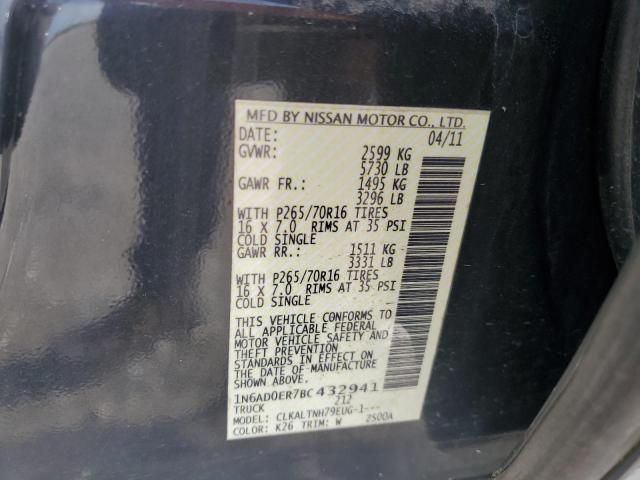 MFD BY NISSAN MOTOR CO., LTD.
DATE: 04/11
GVWR: 2599 KG
5730 LB
GAWR FR.: 1495 KG
3296 LB
WITH P265/70R16 TIRES
16 X 7.0 RIMS AT 35 PSI
COLD SINGLE
GAWR RR.: 1511 KG
3331 LB
WITH P265/70R16 TIRES
16 X 7.0 RIMS AT 35 PSI
COLD SINGLE
THIS VEHICLE CONFORMS TO
ALL APPLICABLE FEDERAL
MOTOR VEHICLE SAFETY AND
THEFT PREVENTION
STANDARDS IN EFFECT ON
THE DATE OF MANUFACTURE
SHOWN ABOVE.
1N6AD0ER7BC432941
TRUCK 212
MODEL: CLKALTNH79EUG-1---
COLOR: K26 TRIM: W 2S00A